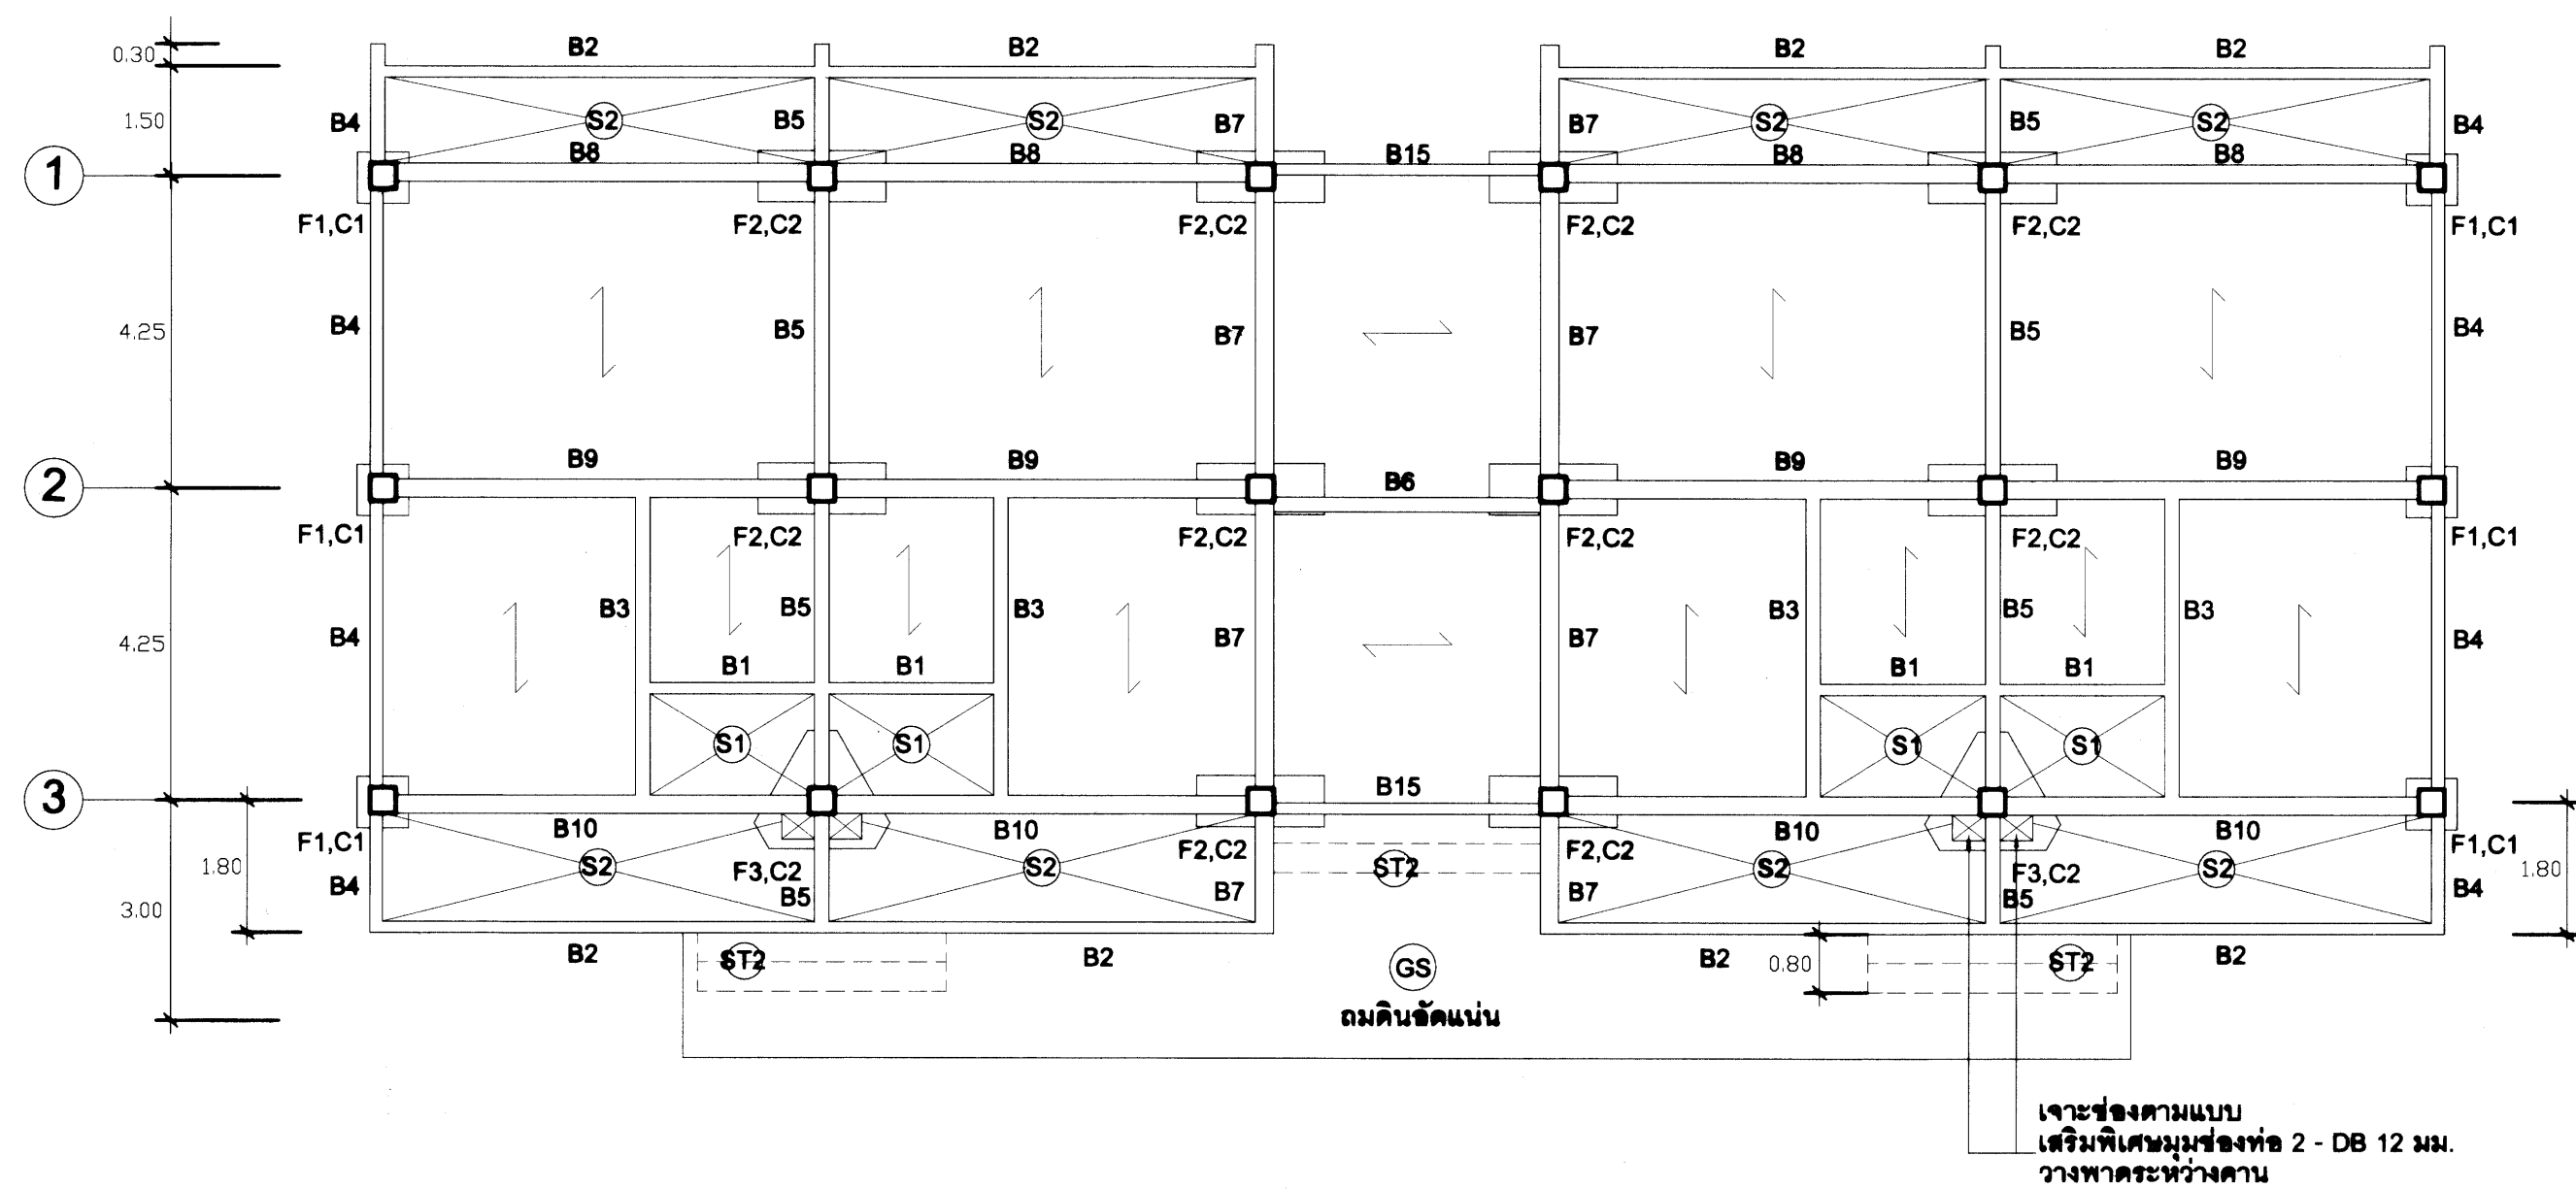 0.30
B2 B2 B2 B2
1.50
B4 S2 B5 S2 B7 B7 S2 B5 S2 B4
1 B8 B8 B15 B8 B8
F1,C1 F2,C2 F2,C2 F2,C2 F2,C2 F1,C1
4.25
B4 B5 B7 B7 B5 B4
2 B9 B9 B6 B9 B9
F1,C1 F2,C2 F2,C2 F2,C2 F2,C2 F1,C1
4.25
B4 B3 B5 B3 B7 B7 B3 B5 B3 B4
B1 B1 B1 B1
S1 S1 S1 S1
3 B15
B10 B10 B10 B10
F1,C1 F2,C2 F2,C2 F1,C1
1.80 S2 F3,C2 S2 ST2 S2 F3,C2 S2 1.80
B4 B5 B7 B7 B5 B4
3.00
B2 B2 B2 B2
ST2 GS 0.80 ST2
ถมดินอัดแน่น
เจาะช่องตามแบบ
เสริมพิเศษมุมช่องท่อ 2 - DB 12 มม.
วางพาดระหว่างคาน